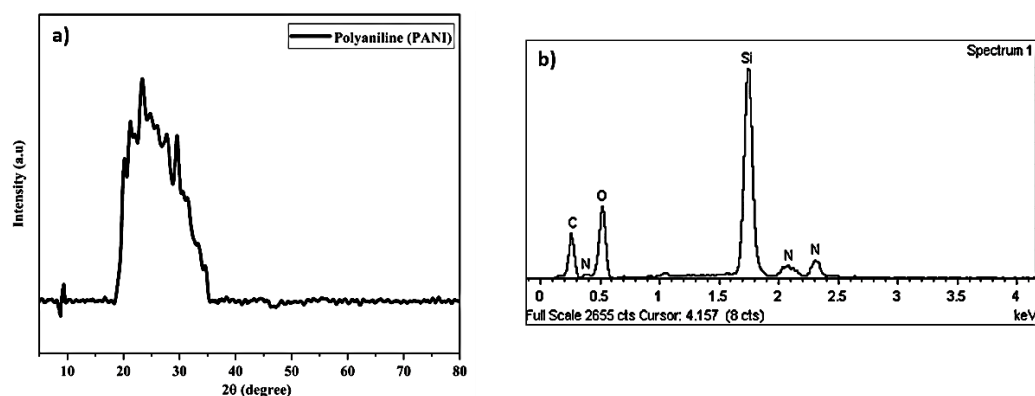 a)
Polyaniline (PANI)
Intensity (a.u)
10 20 30 40 50 60 70 80
2θ (degree)
b)
Spectrum 1
Si
C
O
N
N
N
0 0.5 1 1.5 2 2.5 3 3.5 4
Full Scale 2655 cts Cursor: 4.157 (8 cts)
keV